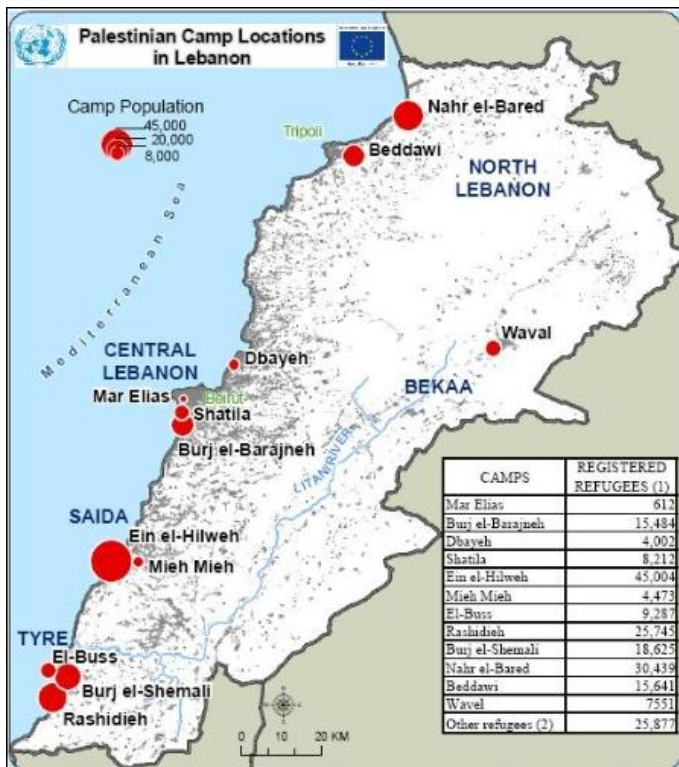 Palestinian Camp Locations
in Lebanon
Camp Population
45,000
20,000
8,000
Mediterranean Sea
Tripoli
Nahr el-Bared
Beddawi
NORTH
LEBANON
Waval
BEKAA
Dbayeh
CENTRAL
LEBANON
Mar Elias
Beirut
Shatila
Burj el-Barajneh
LITANI RIVER
SAIDA
Ein el-Hilweh
Mieh Mieh
TYRE
El-Buss
Burj el-Shemali
Rashidieh
0 10 20 KM
CAMPS REGISTERED REFUGEES (1)
Mar Elias 612
Burj el-Barajneh 15,484
Dbayeh 4,002
Shatila 8,212
Ein el-Hilweh 45,004
Mieh Mieh 4,473
El-Buss 9,287
Rashidieh 25,745
Burj el-Shemali 18,625
Nahr el-Bared 30,439
Beddawi 15,641
Wavel 7551
Other refugees (2) 25,877